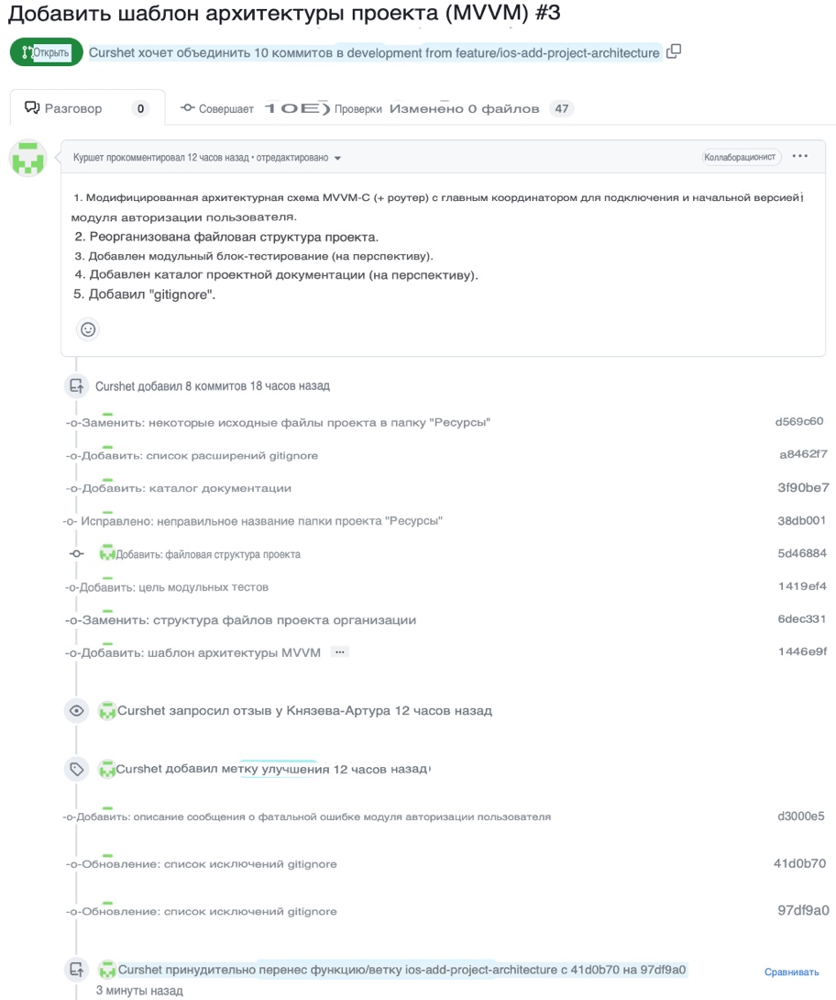 Добавить шаблон архитектуры проекта (MVVM) #3
Открыть Curshet хочет объединить 10 коммитов в development from feature/ios-add-project-architecture
Разговор 0 Совершает 10 Проверки Изменено 0 файлов 47
Куршет прокомментировал 12 часов назад • отредактировано Коллаборационист ...
1. Модифицированная архитектурная схема MVVM-C (+ роутер) с главным координатором для подключения и начальной версией
модуля авторизации пользователя.
2. Реорганизована файловая структура проекта.
3. Добавлен модульный блок-тестирование (на перспективу).
4. Добавлен каталог проектной документации (на перспективу).
5. Добавил "gitignore".
Curshet добавил 8 коммитов 18 часов назад
-о-Заменить: некоторые исходные файлы проекта в папку "Ресурсы" d569c60
-о-Добавить: список расширений gitignore a8462f7
-о-Добавить: каталог документации 3f90be7
-о- Исправлено: неправильное название папки проекта "Ресурсы" 38db001
Добавить: файловая структура проекта 5d46884
-о-Добавить: цель модульных тестов 1419ef4
-о-Заменить: структура файлов проекта организации 6dec331
-о-Добавить: шаблон архитектуры MVVM ... 1446e9f
Curshet запросил отзыв у Князева-Артура 12 часов назад
Curshet добавил метку улучшения 12 часов назад
-о-Добавить: описание сообщения о фатальной ошибке модуля авторизации пользователя d3000e5
-о-Обновление: список исключений gitignore 41d0b70
-о-Обновление: список исключений gitignore 97df9a0
Curshet принудительно перенес функцию/ветку ios-add-project-architecture с 41d0b70 на 97df9a0 Сравнивать
3 минуты назад